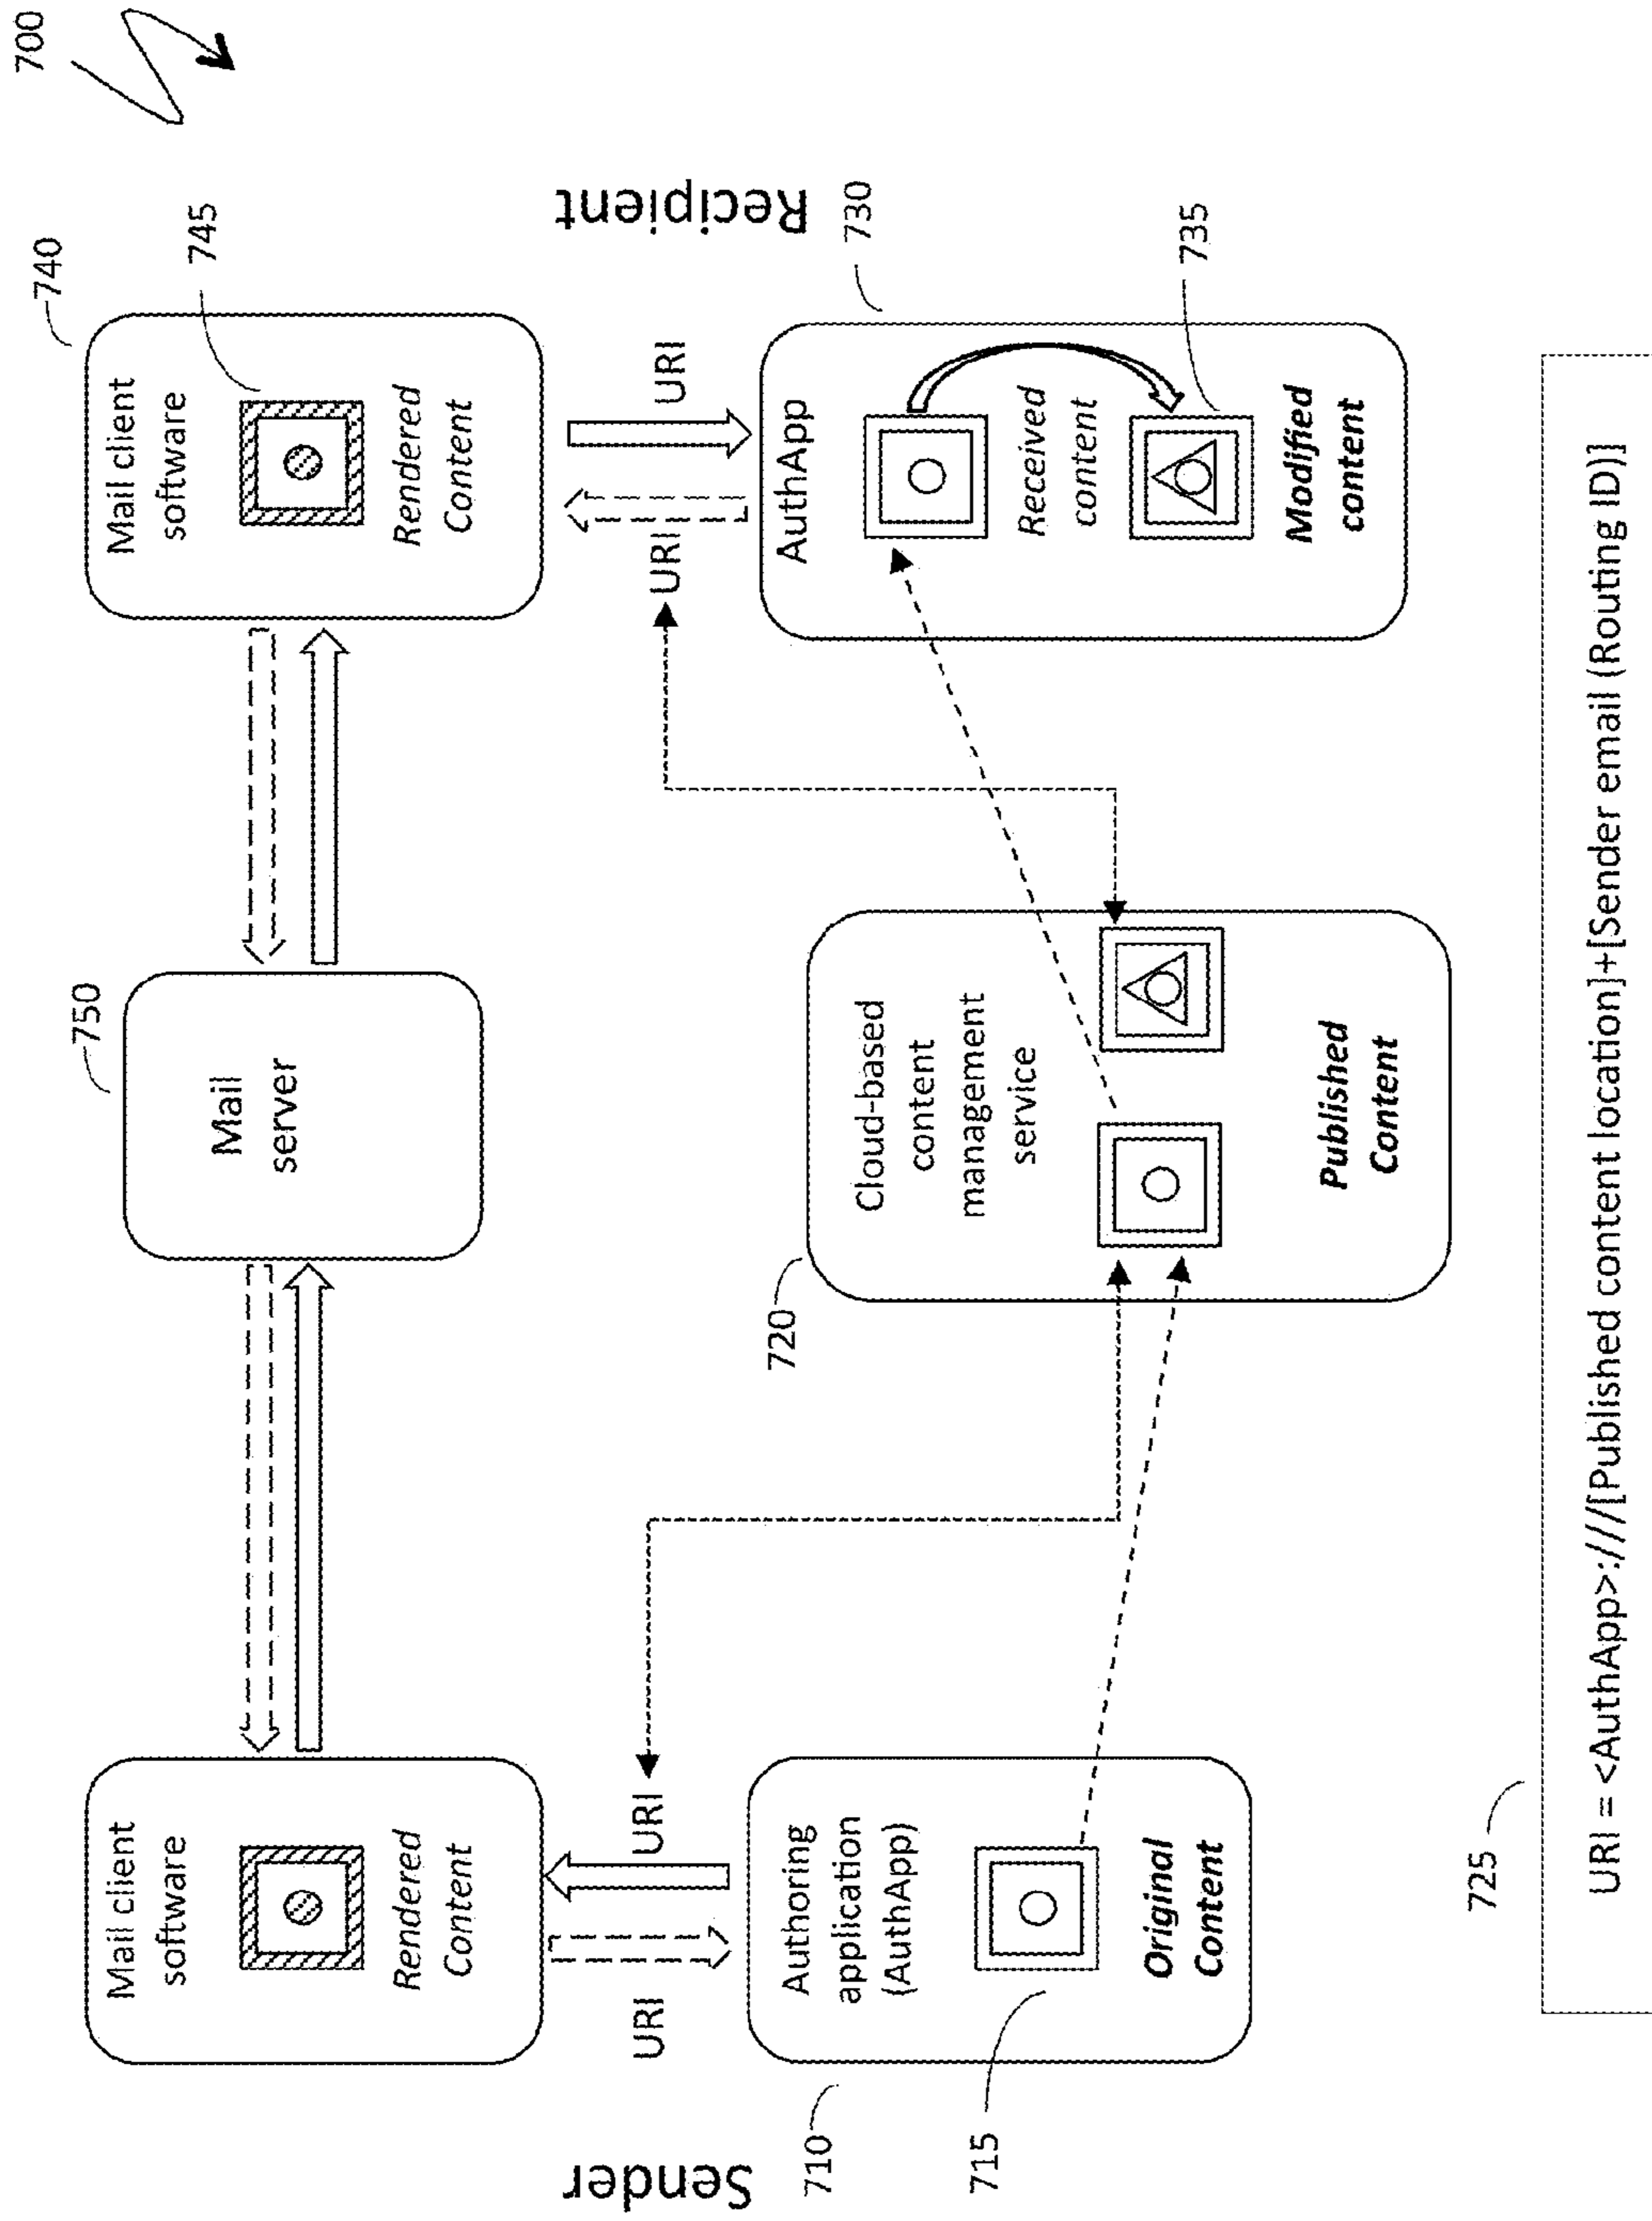 700
740
745
Mail client
software
Rendered
Content
Recipient
URI
URI
730
AuthApp
Received
content
735
Modified
content
750
Mail
server
720
Cloud-based
content
management
service
Published
Content
Mail client
software
Rendered
Content
URI
URI
Sender
710
Authoring
application
(AuthApp)
715
Original
Content
725
URI = <AuthApp>:///[Published content location]+[Sender email (Routing ID)]